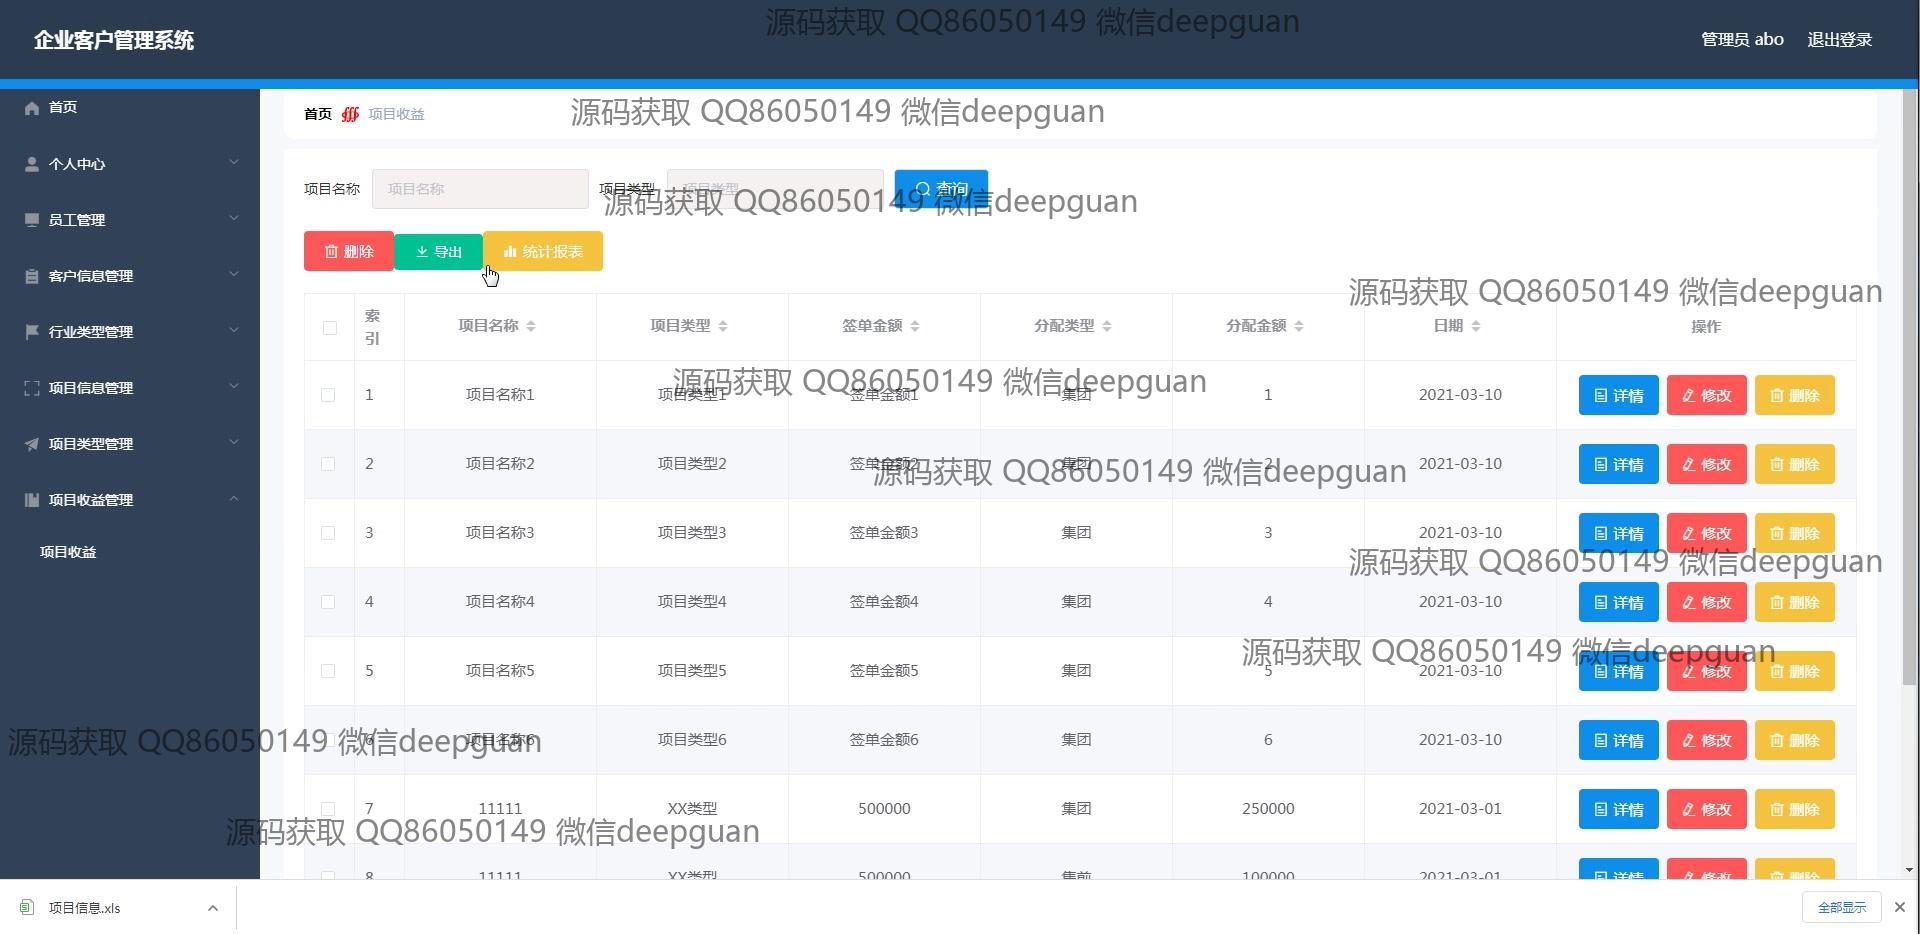 源码获取 QQ86050149 微信deepguan
企业客户管理系统
管理员 abo 退出登录
首页
个人中心
员工管理
客户信息管理
行业类型管理
项目信息管理
项目类型管理
项目收益管理
项目收益
首页 项目收益
源码获取 QQ86050149 微信deepguan
项目名称 项目名称 项目类型 项目类型 查询
源码获取 QQ86050149 微信deepguan
删除 导出 统计报表
源码获取 QQ86050149 微信deepguan
索引 项目名称 项目类型 签单金额 分配类型 分配金额 日期 操作
源码获取 QQ86050149 微信deepguan
1 项目名称1 项目类型1 签单金额1 集团 1 2021-03-10 详情 修改 删除
2 项目名称2 项目类型2 签单金额2 集团 2 2021-03-10 详情 修改 删除
源码获取 QQ86050149 微信deepguan
3 项目名称3 项目类型3 签单金额3 集团 3 2021-03-10 详情 修改 删除
源码获取 QQ86050149 微信deepguan
4 项目名称4 项目类型4 签单金额4 集团 4 2021-03-10 详情 修改 删除
源码获取 QQ86050149 微信deepguan
5 项目名称5 项目类型5 签单金额5 集团 5 2021-03-10 详情 修改 删除
6 项目名称6 项目类型6 签单金额6 集团 6 2021-03-10 详情 修改 删除
源码获取 QQ86050149 微信deepguan
7 11111 XX类型 500000 集团 250000 2021-03-01 详情 修改 删除
源码获取 QQ86050149 微信deepguan
8 11111 XX类型 500000 集前 100000 2021-03-01 详情 修改 删除
项目信息.xls
全部显示